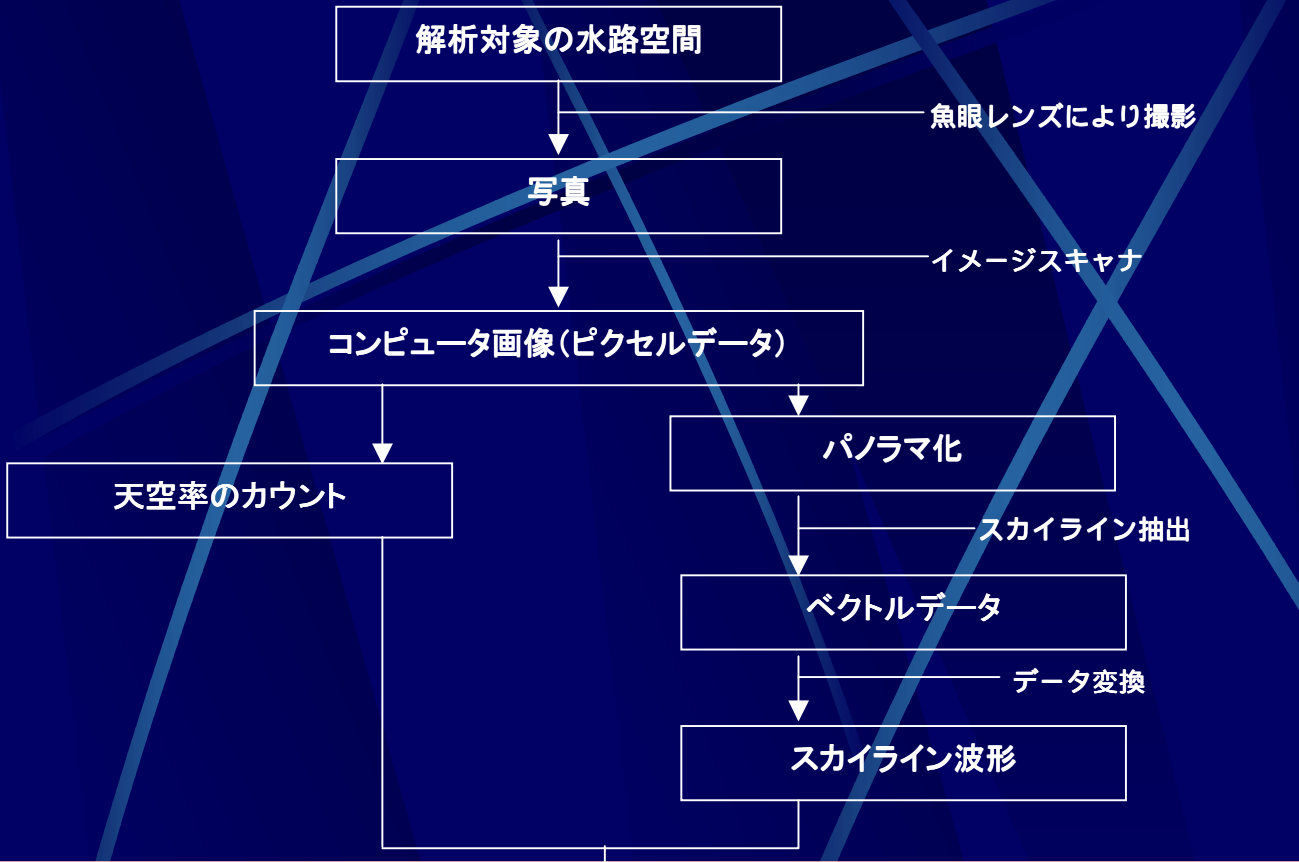 解析対象の水路空間
魚眼レンズにより撮影
写真
イメージスキャナ
コンピュータ画像（ピクセルデータ）
パノラマ化
天空率のカウント
スカイライン抽出
ベクトルデータ
データ変換
スカイライン波形